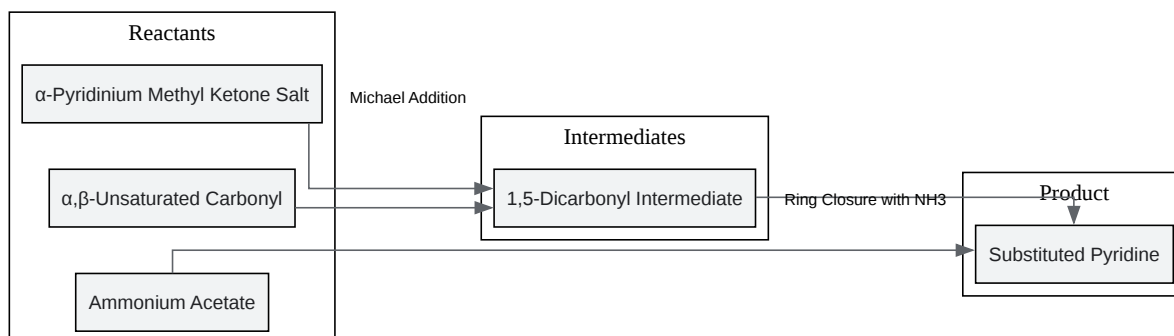 Reactants
α-Pyridinium Methyl Ketone Salt
Michael Addition
Intermediates
α,β-Unsaturated Carbonyl
1,5-Dicarbonyl Intermediate
Ring Closure with NH3
Product
Substituted Pyridine
Ammonium Acetate